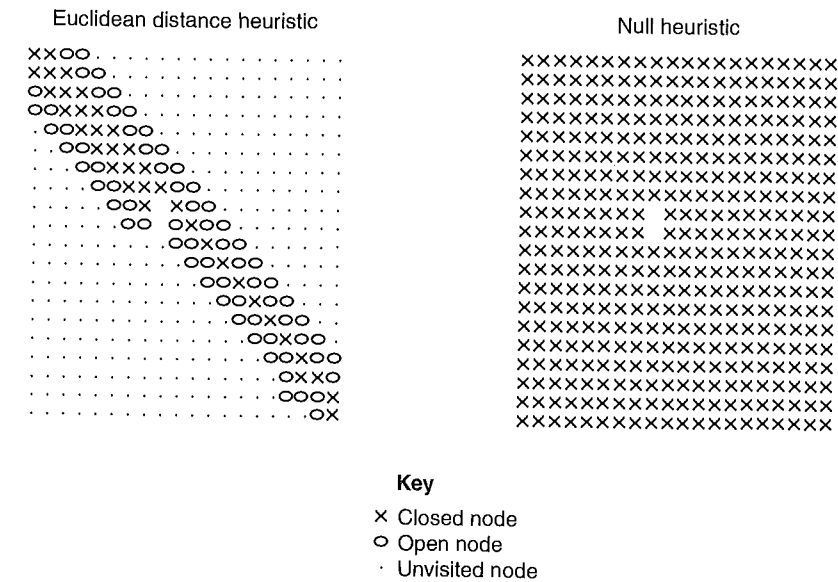 Euclidean distance heuristic
Null heuristic
Key
× Closed node
O Open node
· Unvisited node